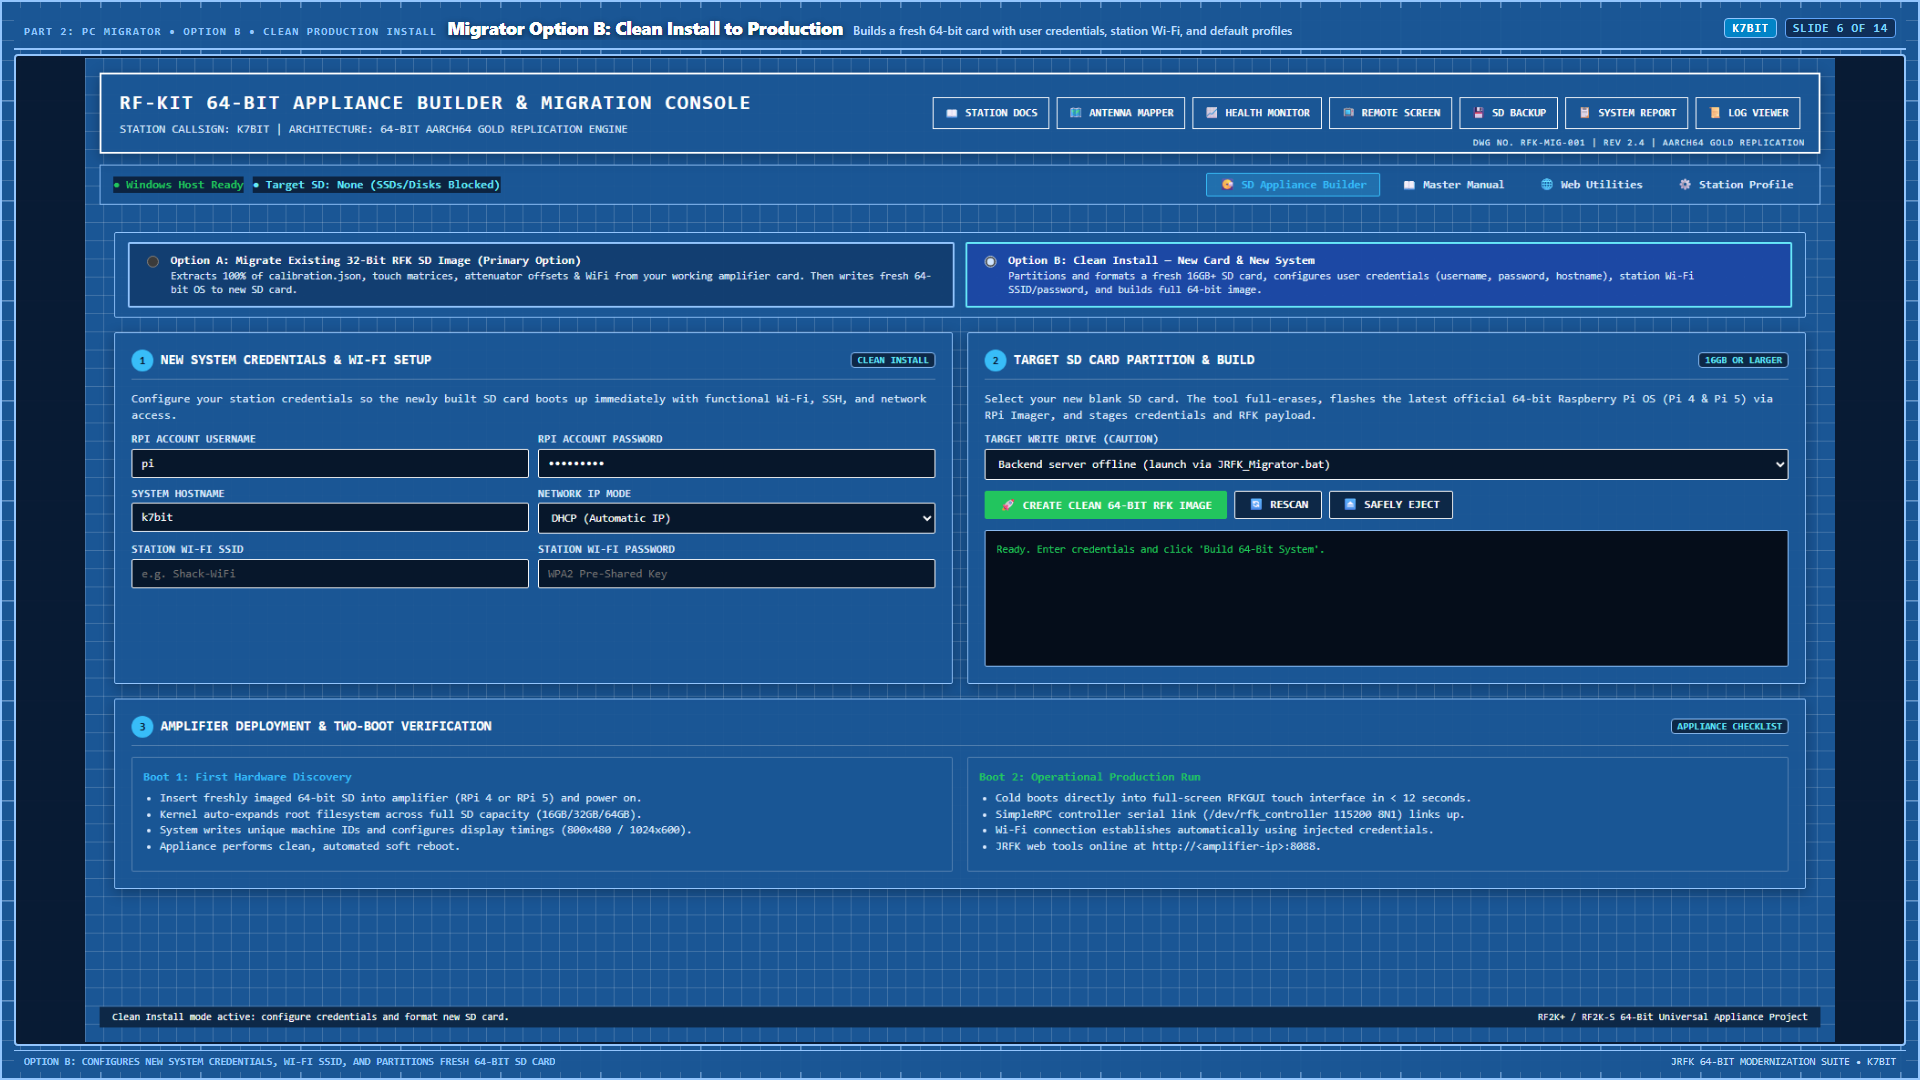 PART 2: PC MIGRATOR • OPTION B • CLEAN PRODUCTION INSTALL
Migrator Option B: Clean Install to Production
Builds a fresh 64-bit card with user credentials, station Wi-Fi, and default profiles
K7BIT
SLIDE 6 OF 14
RF-KIT 64-BIT APPLIANCE BUILDER & MIGRATION CONSOLE
STATION CALLSIGN: K7BIT | ARCHITECTURE: 64-BIT AARCH64 GOLD REPLICATION ENGINE
STATION DOCS
ANTENNA MAPPER
HEALTH MONITOR
REMOTE SCREEN
SD BACKUP
SYSTEM REPORT
LOG VIEWER
DWG NO. RFK-MIG-001 | REV 2.4 | AARCH64 GOLD REPLICATION
• Windows Host Ready
• Target SD: None (SSDs/Disks Blocked)
SD Appliance Builder
Master Manual
Web Utilities
Station Profile
Option A: Migrate Existing 32-Bit RFK SD Image (Primary Option)
Extracts 100% of calibration.json, touch matrices, attenuator offsets & WiFi from your working amplifier card. Then writes fresh 64-
bit OS to new SD card.
Option B: Clean Install — New Card & New System
Partitions and formats a fresh 16GB+ SD card, configures user credentials (username, password, hostname), station Wi-Fi
SSID/password, and builds full 64-bit image.
1 NEW SYSTEM CREDENTIALS & WI-FI SETUP
CLEAN INSTALL
Configure your station credentials so the newly built SD card boots up immediately with functional Wi-Fi, SSH, and network
access.
RPI ACCOUNT USERNAME
RPI ACCOUNT PASSWORD
pi
•••••••••
SYSTEM HOSTNAME
NETWORK IP MODE
k7bit
DHCP (Automatic IP)
STATION WI-FI SSID
STATION WI-FI PASSWORD
e.g. Shack-WiFi
WPA2 Pre-Shared Key
2 TARGET SD CARD PARTITION & BUILD
16GB OR LARGER
Select your new blank SD card. The tool full-erases, flashes the latest official 64-bit Raspberry Pi OS (Pi 4 & Pi 5) via
RPi Imager, and stages credentials and RFK payload.
TARGET WRITE DRIVE (CAUTION)
Backend server offline (launch via JRFK_Migrator.bat)
CREATE CLEAN 64-BIT RFK IMAGE
RESCAN
SAFELY EJECT
Ready. Enter credentials and click 'Build 64-Bit System'.
3 AMPLIFIER DEPLOYMENT & TWO-BOOT VERIFICATION
APPLIANCE CHECKLIST
Boot 1: First Hardware Discovery
• Insert freshly imaged 64-bit SD into amplifier (RPi 4 or RPi 5) and power on.
• Kernel auto-expands root filesystem across full SD capacity (16GB/32GB/64GB).
• System writes unique machine IDs and configures display timings (800x480 / 1024x600).
• Appliance performs clean, automated soft reboot.
Boot 2: Operational Production Run
• Cold boots directly into full-screen RFKGUI touch interface in < 12 seconds.
• SimpleRPC controller serial link (/dev/rfk_controller 115200 8N1) links up.
• Wi-Fi connection establishes automatically using injected credentials.
• JRFK web tools online at http://<amplifier-ip>:8088.
Clean Install mode active: configure credentials and format new SD card.
RF2K+ / RF2K-S 64-Bit Universal Appliance Project
OPTION B: CONFIGURES NEW SYSTEM CREDENTIALS, WI-FI SSID, AND PARTITIONS FRESH 64-BIT SD CARD
JRFK 64-BIT MODERNIZATION SUITE • K7BIT